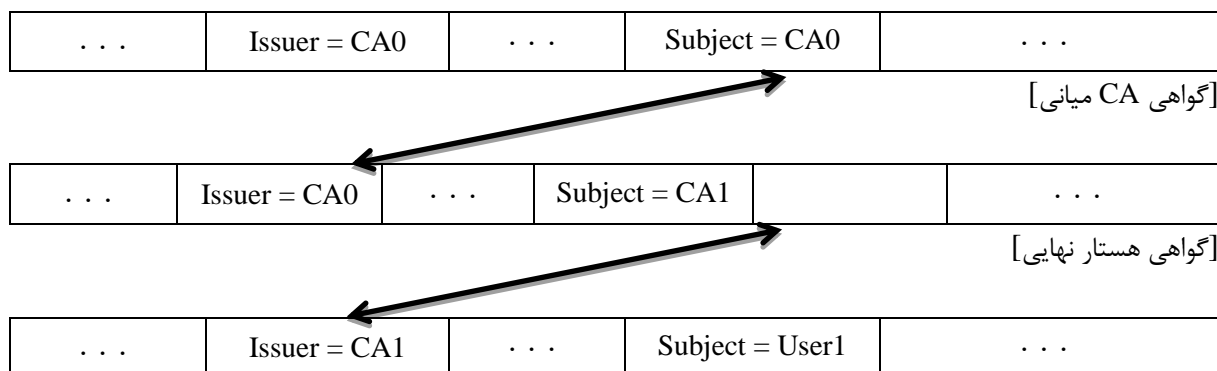 . . . Issuer = CA0 . . . Subject = CA0 . . .
[گواهی CA میانی]
. . . Issuer = CA0 . . . Subject = CA1 . . .
[گواهی هستار نهایی]
. . . Issuer = CA1 . . . Subject = User1 . . .